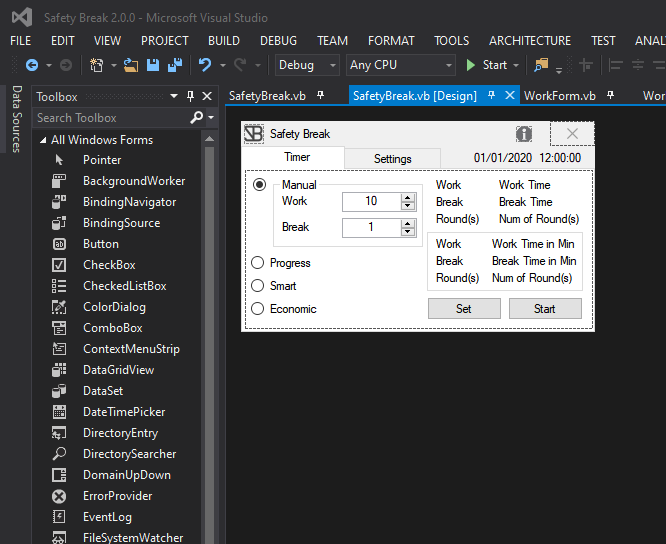 Safety Break 2.0.0 - Microsoft Visual Studio
FILE EDIT VIEW PROJECT BUILD DEBUG TEAM FORMAT TOOLS ARCHITECTURE TEST ANAL
Debug Any CPU Start
Data Sources
Toolbox
Search Toolbox
All Windows Forms
Pointer
BackgroundWorker
BindingNavigator
BindingSource
Button
CheckBox
CheckedListBox
ColorDialog
ComboBox
ContextMenuStrip
DataGridView
DataSet
DateTimePicker
DirectoryEntry
DirectorySearcher
DomainUpDown
ErrorProvider
EventLog
FileSystemWatcher
SafetyBreak.vb SafetyBreak.vb [Design] WorkForm.vb Wor
SB Safety Break
Timer Settings 01/01/2020 12:00:00
Manual
Work 10
Break 1
Progress
Smart
Economic
Work Work Time
Break Break Time
Round(s) Num of Round(s)
Work Work Time in Min
Break Break Time in Min
Round(s) Num of Round(s)
Set Start